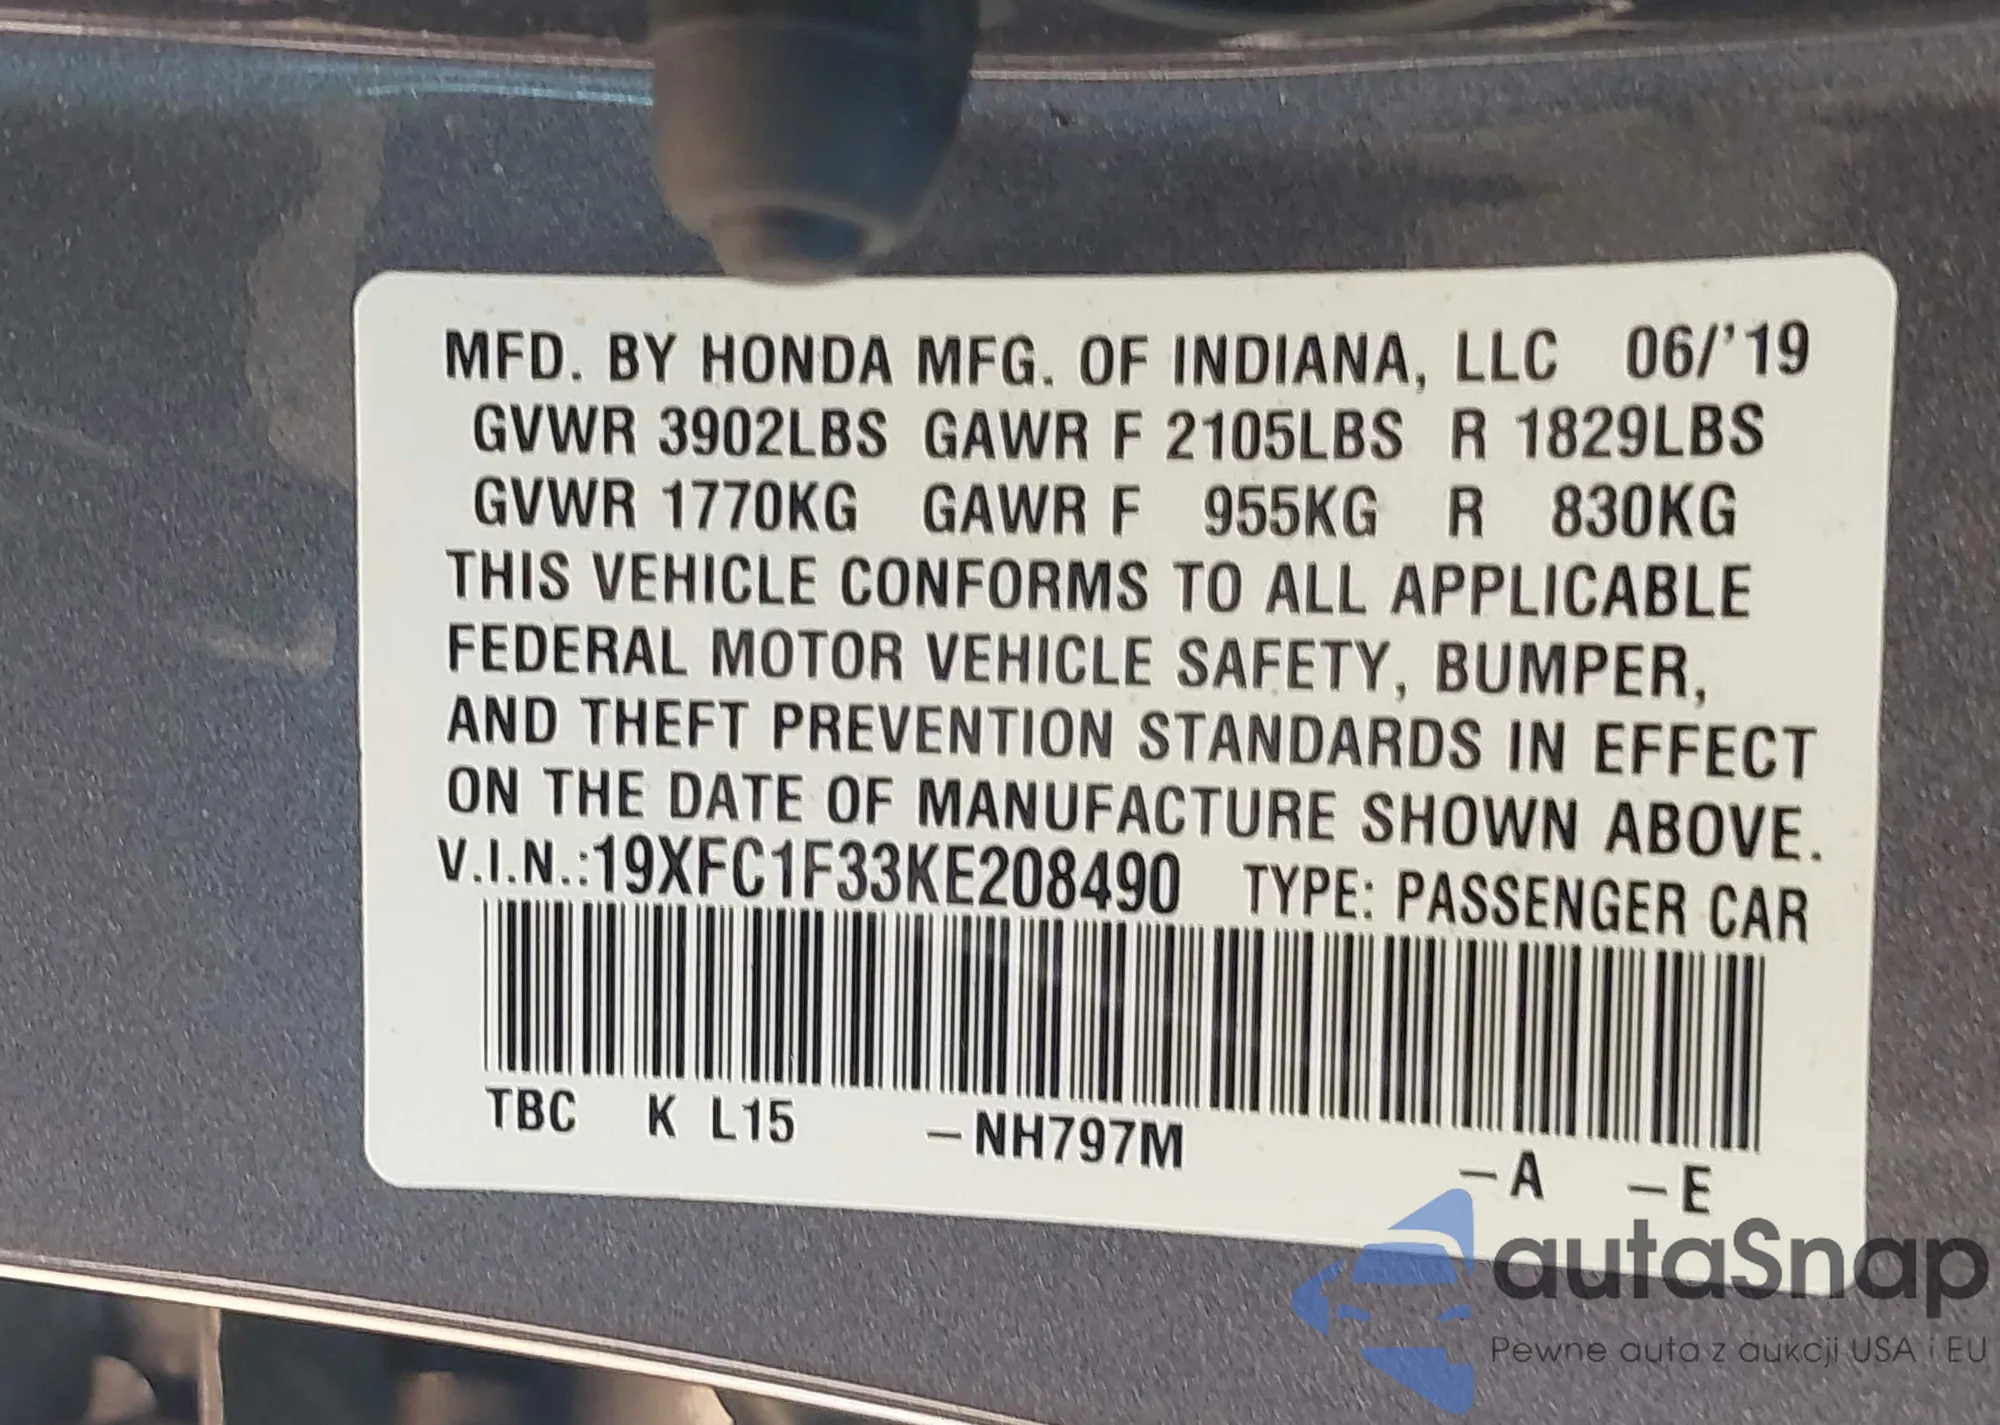 MFD. BY HONDA MFG. OF INDIANA, LLC 06/'19
GVWR 3902LBS GAWR F 2105LBS R 1829LBS
GVWR 1770KG GAWR F 955KG R 830KG
THIS VEHICLE CONFORMS TO ALL APPLICABLE
FEDERAL MOTOR VEHICLE SAFETY, BUMPER,
AND THEFT PREVENTION STANDARDS IN EFFECT
ON THE DATE OF MANUFACTURE SHOWN ABOVE.
V.I.N.:19XFC1F33KE208490 TYPE: PASSENGER CAR
TBC K L15 -NH797M -A -E
autaSnap
Pewne auta z aukcji USA i EU